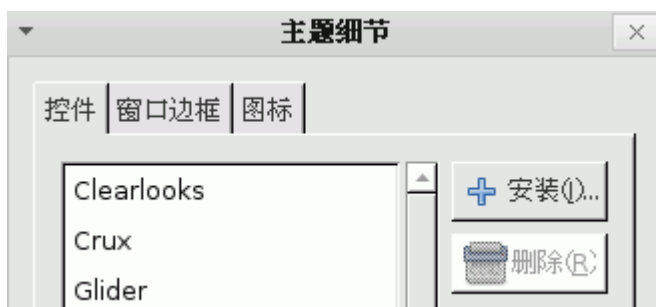 主题细节
控件 窗口边框 图标
Clearlooks
Crux
Glider
安装(I)...
删除(R)